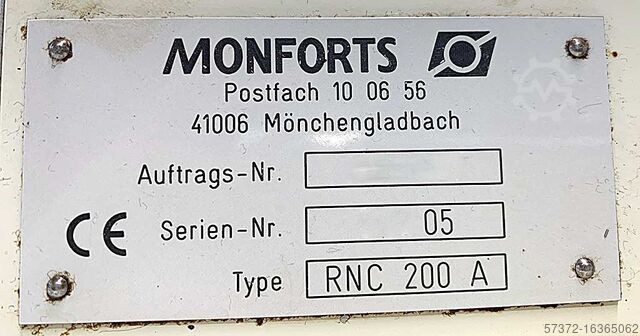 MONFORTS
Postfach 10 06 56
41006 Mönchengladbach
Auftrags-Nr.
CE Serien-Nr. 05
Type RNC 200 A
57372-16365062